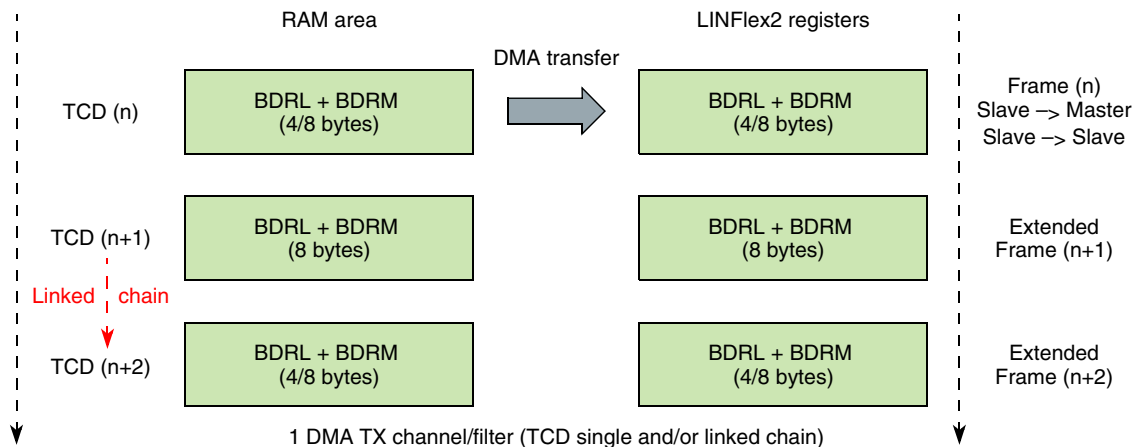 RAM area
LINFlex2 registers
DMA transfer
TCD (n)
BDRL + BDRM
(4/8 bytes)
BDRL + BDRM
(4/8 bytes)
Frame (n)
Slave –> Master
Slave –> Slave
TCD (n+1)
BDRL + BDRM
(8 bytes)
BDRL + BDRM
(8 bytes)
Extended
Frame (n+1)
Linked chain
TCD (n+2)
BDRL + BDRM
(4/8 bytes)
BDRL + BDRM
(4/8 bytes)
Extended
Frame (n+2)
1 DMA TX channel/filter (TCD single and/or linked chain)